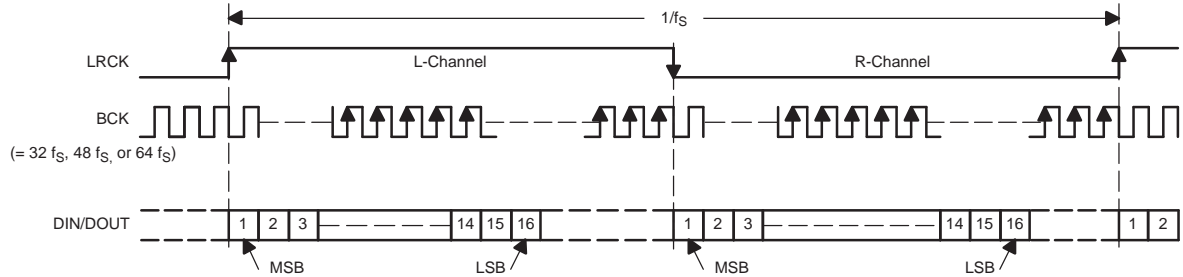 1/fS
LRCK
L-Channel
R-Channel
BCK
(= 32 fS, 48 fS, or 64 fS)
DIN/DOUT
1 2 3 14 15 16 1 2 3 14 15 16 1 2
MSB LSB MSB LSB